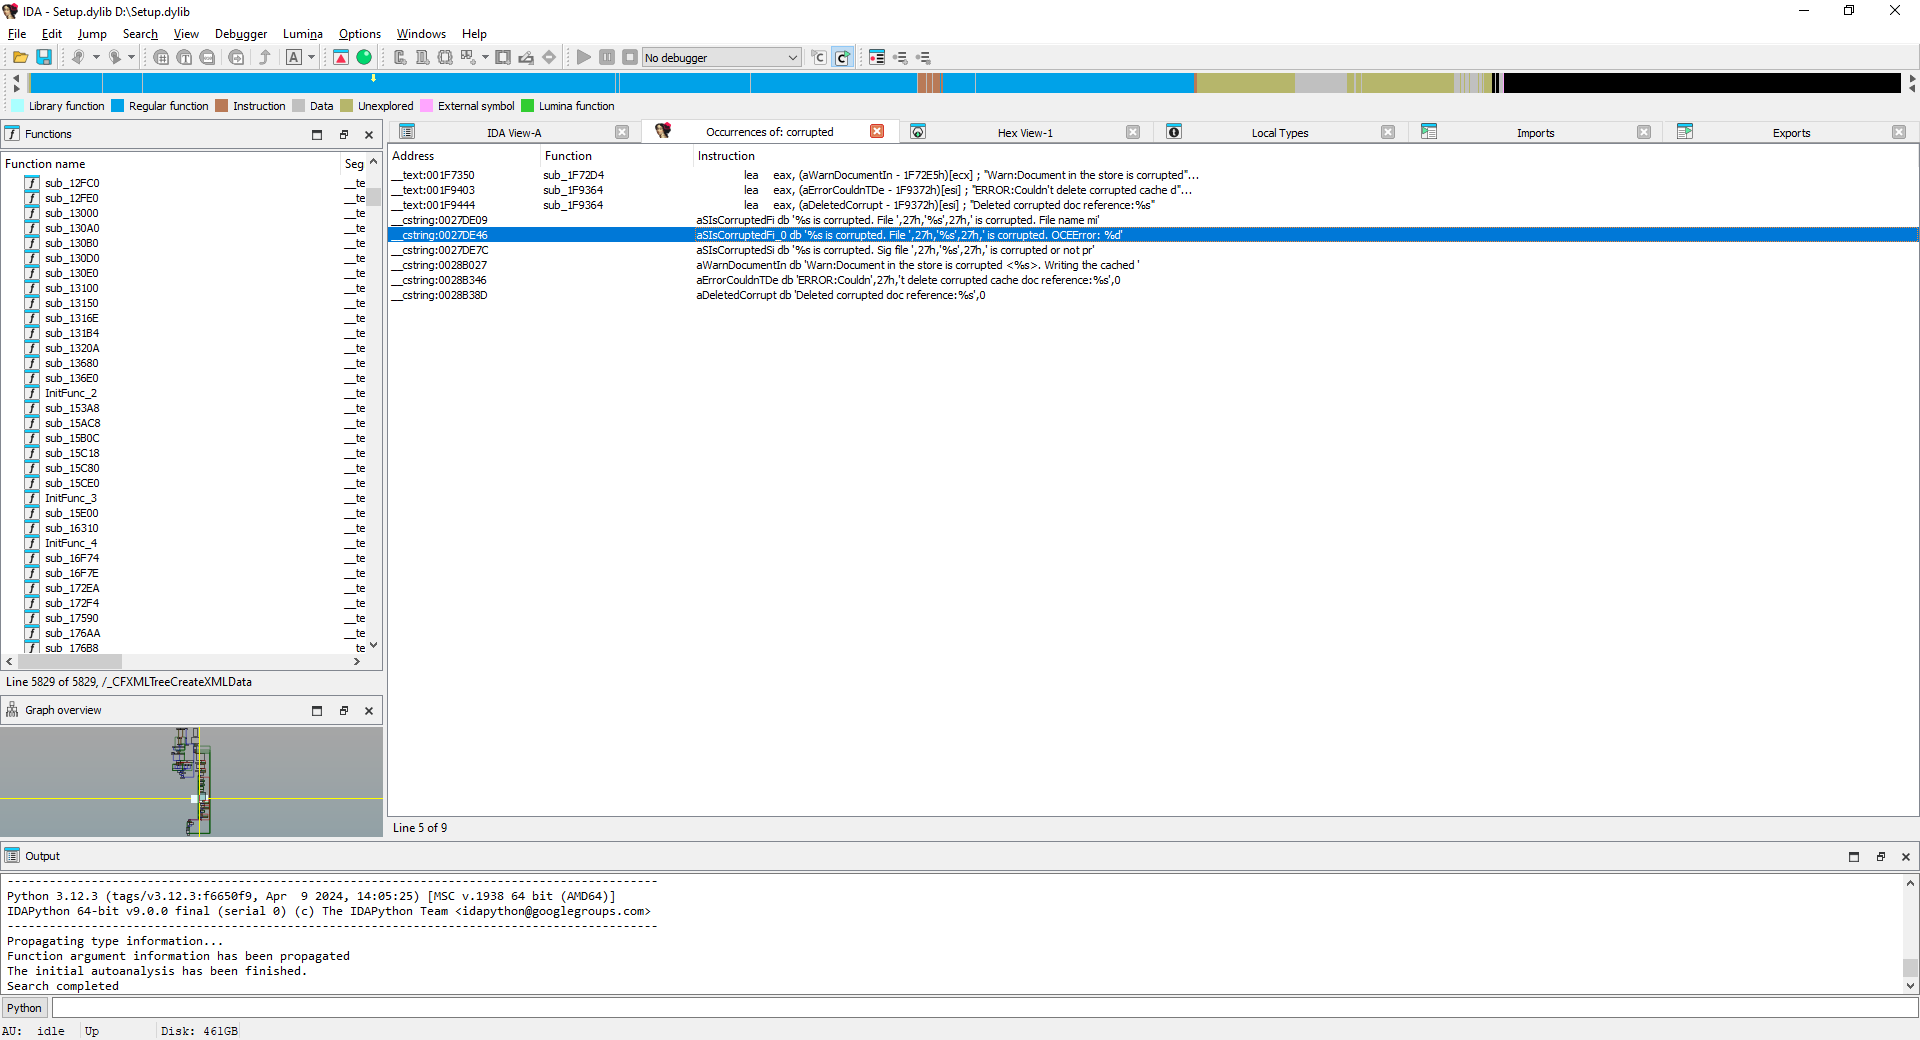 IDA - Setup.dylib D:\Setup.dylib
File Edit Jump Search View Debugger Lumina Options Windows Help
No debugger
Library function Regular function Instruction Data Unexplored External symbol Lumina function
Functions
Function name Seg
sub_12FC0 __te
sub_12FE0 __te
sub_13000 __te
sub_130A0 __te
sub_130B0 __te
sub_130D0 __te
sub_130E0 __te
sub_13100 __te
sub_13150 __te
sub_1316E __te
sub_131B4 __te
sub_1320A __te
sub_13680 __te
sub_136E0 __te
InitFunc_2 __te
sub_153A8 __te
sub_15AC8 __te
sub_15B0C __te
sub_15C18 __te
sub_15C80 __te
sub_15CE0 __te
InitFunc_3 __te
sub_15E00 __te
sub_16310 __te
InitFunc_4 __te
sub_16F74 __te
sub_16F7E __te
sub_172EA __te
sub_172F4 __te
sub_17590 __te
sub_176AA __te
sub_176B8 __te
Line 5829 of 5829, /_CFXMLTreeCreateXMLData
Graph overview
IDA View-A Occurrences of: corrupted Hex View-1 Local Types Imports Exports
Address Function Instruction
__text:001F7350 sub_1F72D4 lea eax, (aWarnDocumentIn - 1F72E5h)[ecx] ; "Warn:Document in the store is corrupted"...
__text:001F9403 sub_1F9364 lea eax, (aErrorCouldnTDe - 1F9372h)[esi] ; "ERROR:Couldn't delete corrupted cache d"...
__text:001F9444 sub_1F9364 lea eax, (aDeletedCorrupt - 1F9372h)[esi] ; "Deleted corrupted doc reference:%s"
__cstring:0027DE09 aSIsCorruptedFi db '%s is corrupted. File ',27h,'%s',27h,' is corrupted. File name mi'
__cstring:0027DE46 aSIsCorruptedFi_0 db '%s is corrupted. File ',27h,'%s',27h,' is corrupted. OCEError: %d'
__cstring:0027DE7C aSIsCorruptedSi db '%s is corrupted. Sig file ',27h,'%s',27h,' is corrupted or not pr'
__cstring:0028B027 aWarnDocumentIn db 'Warn:Document in the store is corrupted <%s>. Writing the cached '
__cstring:0028B346 aErrorCouldnTDe db 'ERROR:Couldn',27h,'t delete corrupted cache doc reference:%s',0
__cstring:0028B38D aDeletedCorrupt db 'Deleted corrupted doc reference:%s',0
Line 5 of 9
Output
Python 3.12.3 (tags/v3.12.3:f6650f9, Apr  9 2024, 14:05:25) [MSC v.1938 64 bit (AMD64)]
IDAPython 64-bit v9.0.0 final (serial 0) (c) The IDAPython Team <idapython@googlegroups.com>
Propagating type information...
Function argument information has been propagated
The initial autoanalysis has been finished.
Search completed
Python
AU: idle Up Disk: 461GB